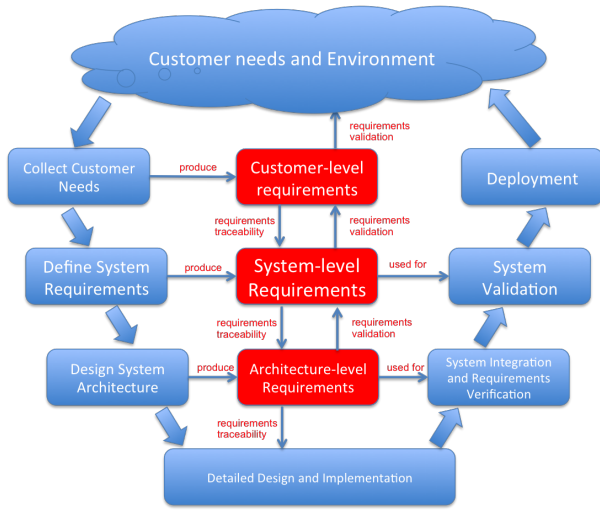 Customer needs and Environment
requirements
validation
Collect Customer
Needs
produce
Customer-level
requirements
Deployment
requirements
traceability
requirements
validation
Define System
Requirements
produce
System-level
Requirements
used for
System
Validation
requirements
traceability
requirements
validation
Design System
Architecture
produce
Architecture-level
Requirements
used for
System Integration
and Requirements
Verification
requirements
traceability
Detailed Design and Implementation